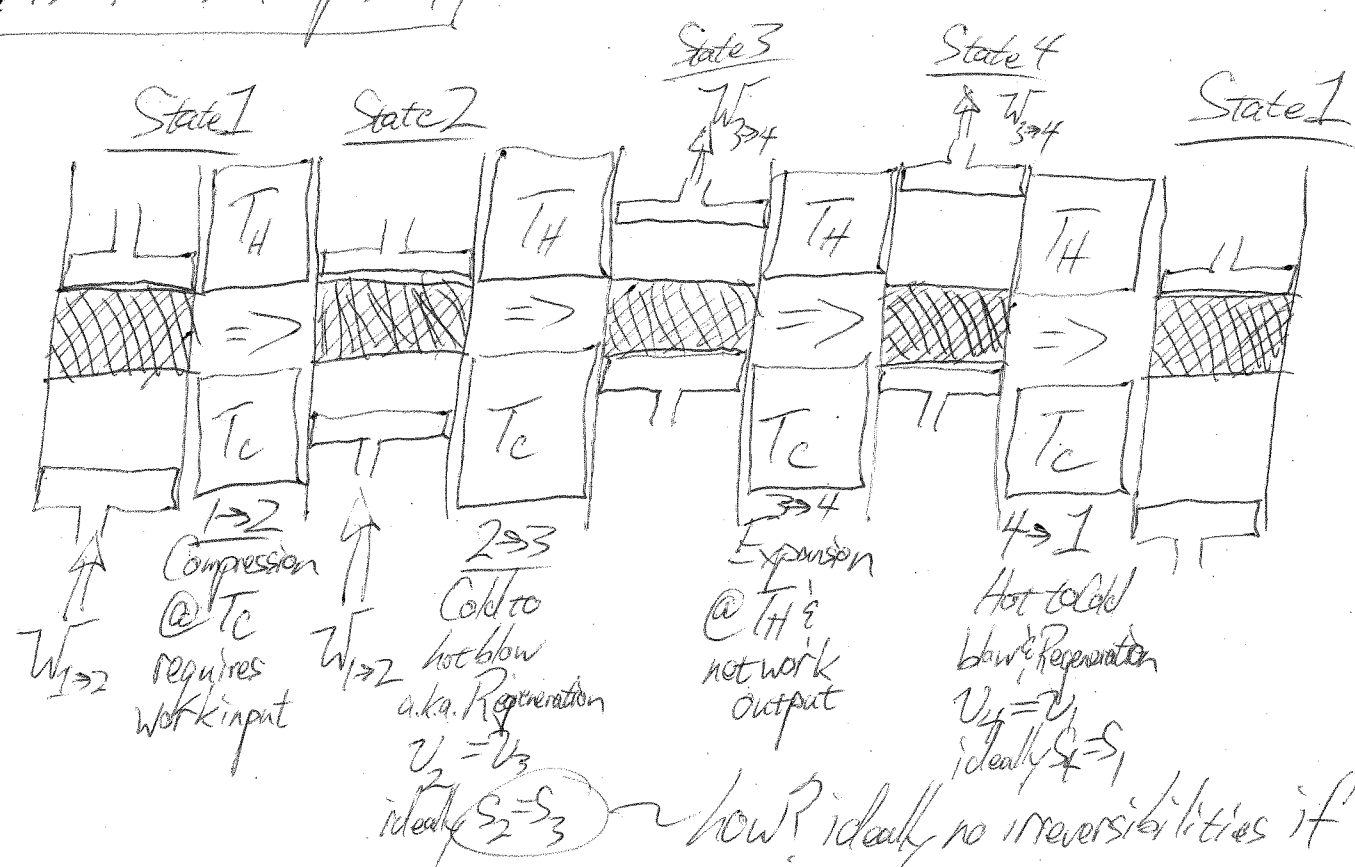 State 3
State 4
W3→4
W3→4
State 1
State 2
State 1
TH
TH
TH
TH
=>
=>
=>
=>
TC
TC
TC
TC
1→2
Compression
@ TC
requires
work input
W1→2
W1→2
2→3
Cold to
hot blow
a.k.a. Regeneration
v2 = v3
ideally S2 = S3
3→4
Expansion
@ TH &
net work
output
4→1
Hot to Cold
blow & Regeneration
v4 = v1
ideally S4 = S1
how? ideally no irreversibilities if